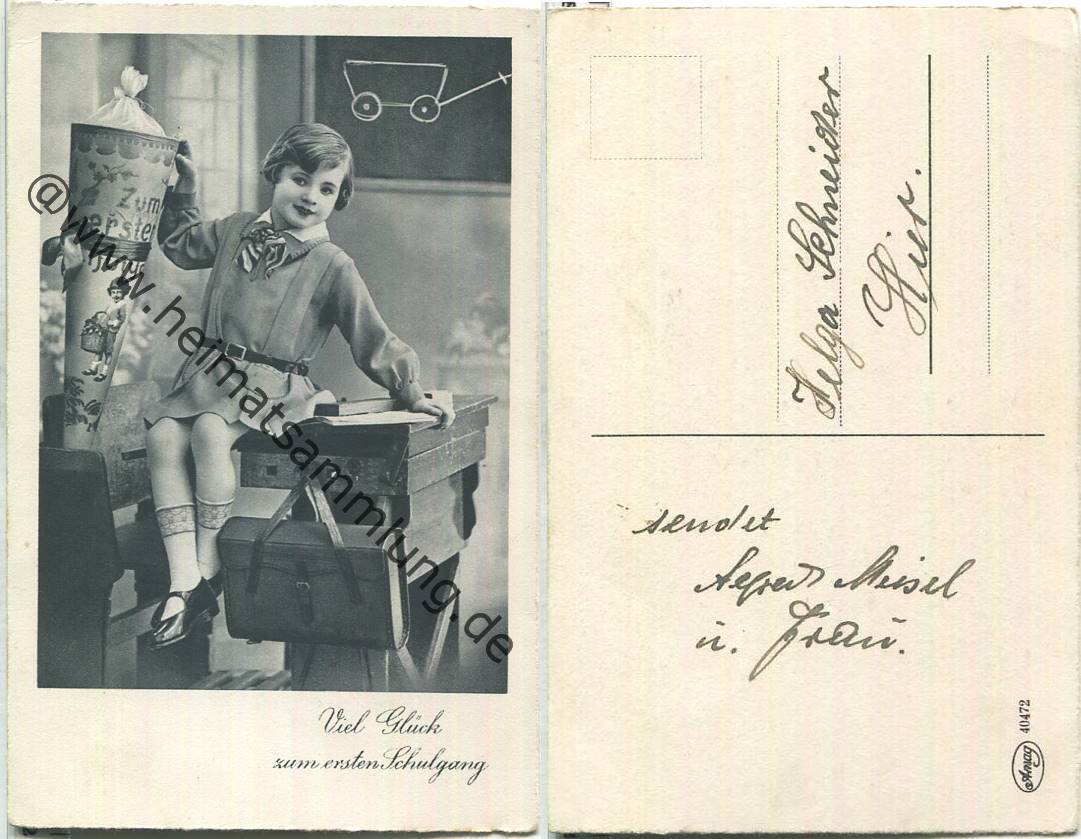 Zum
ersten
@www.heimatsammlung.de
Viel Glück
zum ersten Schulgang
Helga Schneider
Hier.
sendet
Alfred Meisel
u. Frau.
Amag 40472